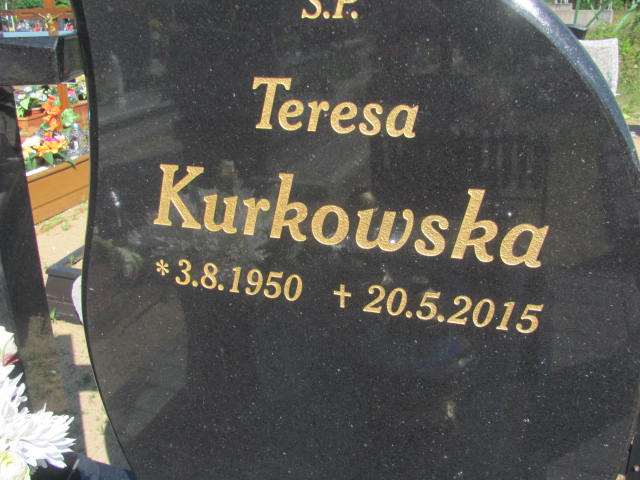 Ś.P.
Teresa
Kurkowska
*3.8.1950 +20.5.2015